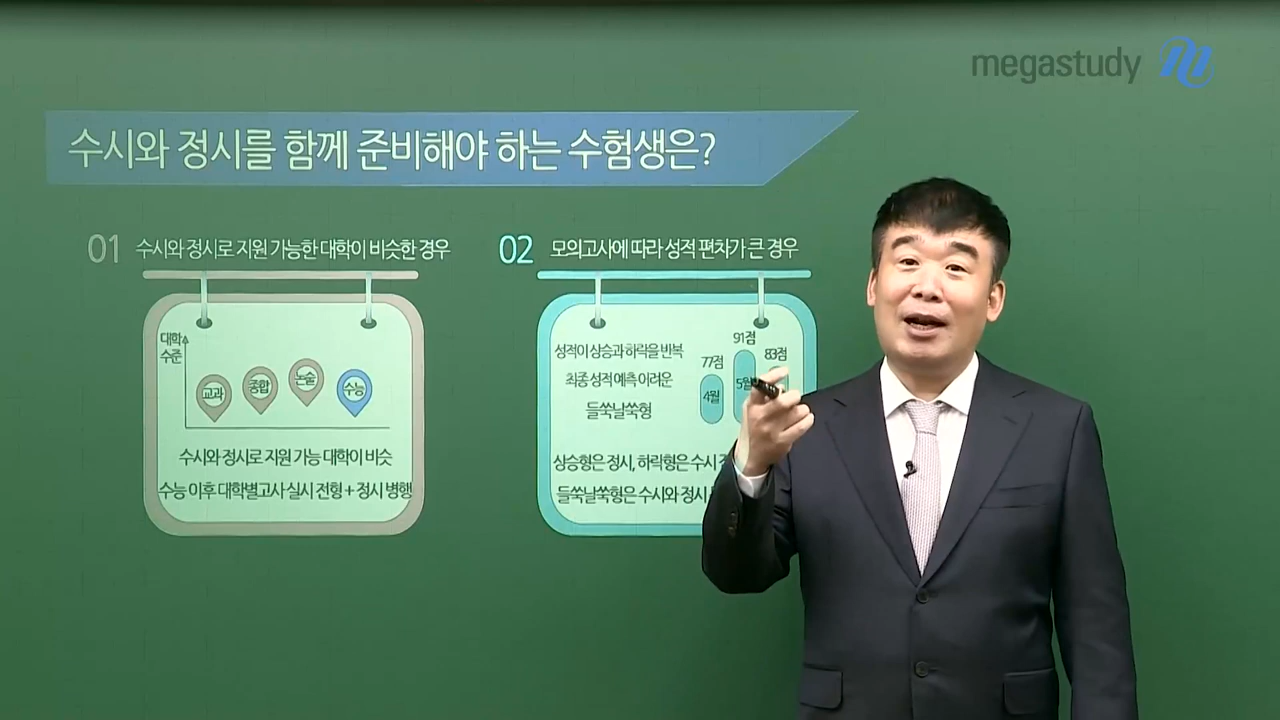 megastudy
수시와 정시를 함께 준비해야 하는 수험생은?
01 수시와 정시로 지원 가능한 대학이 비슷한 경우
대학
수준
교과
종합
논술
수능
수시와 정시로 지원 가능 대학이 비슷
수능 이후 대학별고사 실시 전형 + 정시 병행
02 모의고사에 따라 성적 편차가 큰 경우
성적이 상승과 하락을 반복
최종 성적 예측 어려운
들쑥날쑥형
77점
91점
83점
4월
5월
상승형은 정시, 하락형은 수시
들쑥날쑥형은 수시와 정시